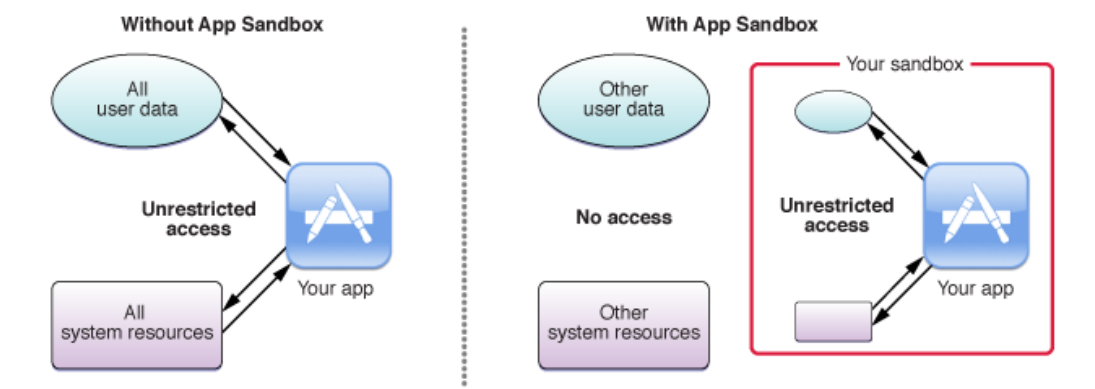 Without App Sandbox
All
user data
Unrestricted
access
Your app
All
system resources
With App Sandbox
Other
user data
No access
Other
system resources
Your sandbox
Unrestricted
access
Your app